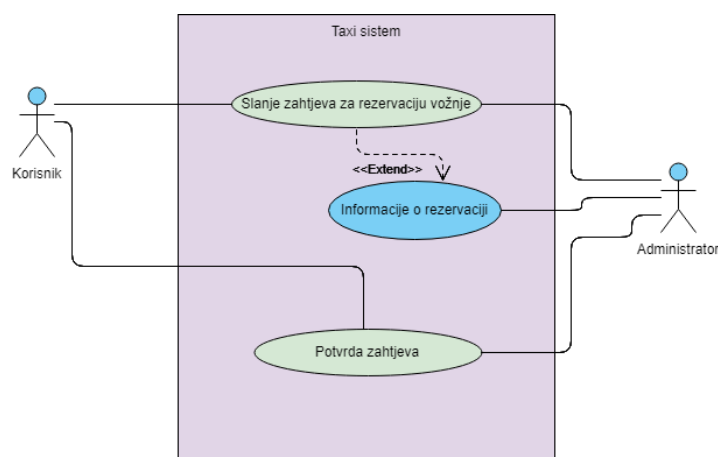 Taxi sistem
Slanje zahtjeva za rezervaciju vožnje
Korisnik
<<Extend>>
Informacije o rezervaciji
Administrator
Potvrda zahtjeva